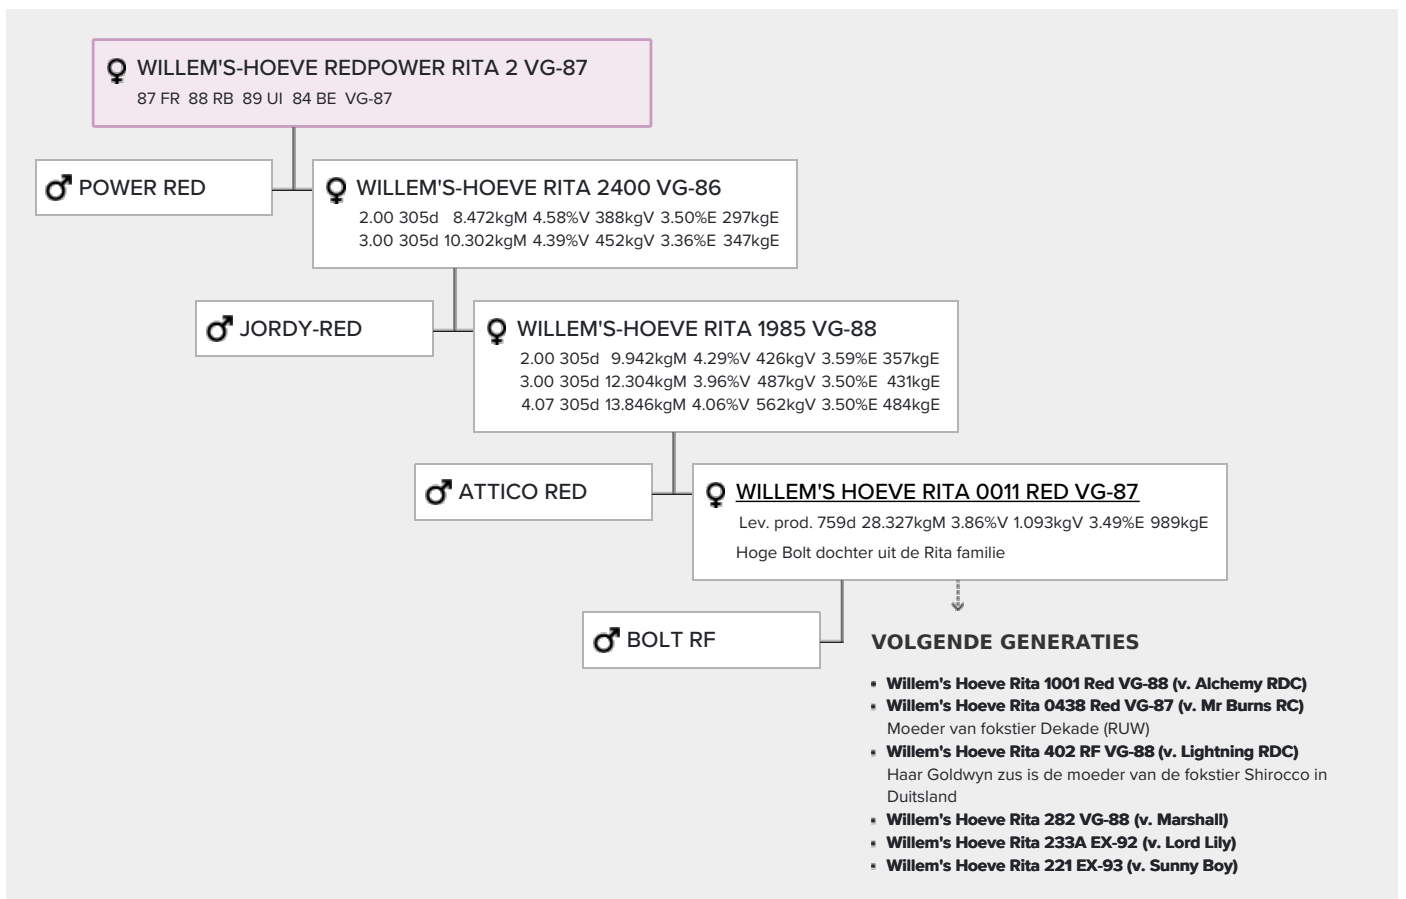 WILLEM'S-HOEVE REDPOWER RITA 2 VG-87
87 FR 88 RB 89 UI 84 BE VG-87
POWER RED
WILLEM'S-HOEVE RITA 2400 VG-86
2.00 305d 8.472kgM 4.58%V 388kgV 3.50%E 297kgE
3.00 305d 10.302kgM 4.39%V 452kgV 3.36%E 347kgE
JORDY-RED
WILLEM'S-HOEVE RITA 1985 VG-88
2.00 305d 9.942kgM 4.29%V 426kgV 3.59%E 357kgE
3.00 305d 12.304kgM 3.96%V 487kgV 3.50%E 431kgE
4.07 305d 13.846kgM 4.06%V 562kgV 3.50%E 484kgE
ATTICO RED
WILLEM'S HOEVE RITA 0011 RED VG-87
Lev. prod. 759d 28.327kgM 3.86%V 1.093kgV 3.49%E 989kgE
Hoge Bolt dochter uit de Rita familie
BOLT RF
VOLGENDE GENERATIES
Willem's Hoeve Rita 1001 Red VG-88 (v. Alchemy RDC)
Willem's Hoeve Rita 0438 Red VG-87 (v. Mr Burns RC)
Moeder van fokstier Dekade (RUW)
Willem's Hoeve Rita 402 RF VG-88 (v. Lightning RDC)
Haar Goldwyn zus is de moeder van de fokstier Shirocco in
Duitsland
Willem's Hoeve Rita 282 VG-88 (v. Marshall)
Willem's Hoeve Rita 233A EX-92 (v. Lord Lily)
Willem's Hoeve Rita 221 EX-93 (v. Sunny Boy)